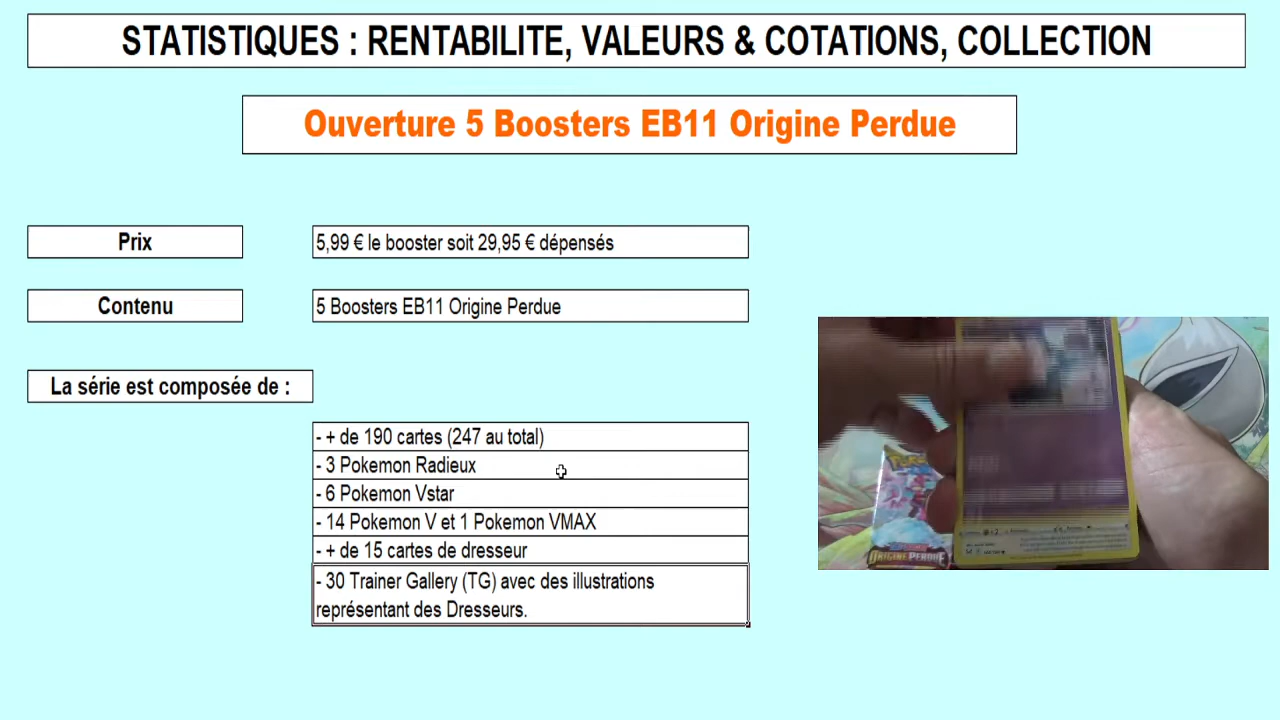 STATISTIQUES : RENTABILITE, VALEURS & COTATIONS, COLLECTION
Ouverture 5 Boosters EB11 Origine Perdue
Prix
5,99 € le booster soit 29,95 € dépensés
Contenu
5 Boosters EB11 Origine Perdue
La série est composée de :
- + de 190 cartes (247 au total)
- 3 Pokemon Radieux
- 6 Pokemon Vstar
- 14 Pokemon V et 1 Pokemon VMAX
- + de 15 cartes de dresseur
- 30 Trainer Gallery (TG) avec des illustrations
représentant des Dresseurs.
ORIGINE PERDUE